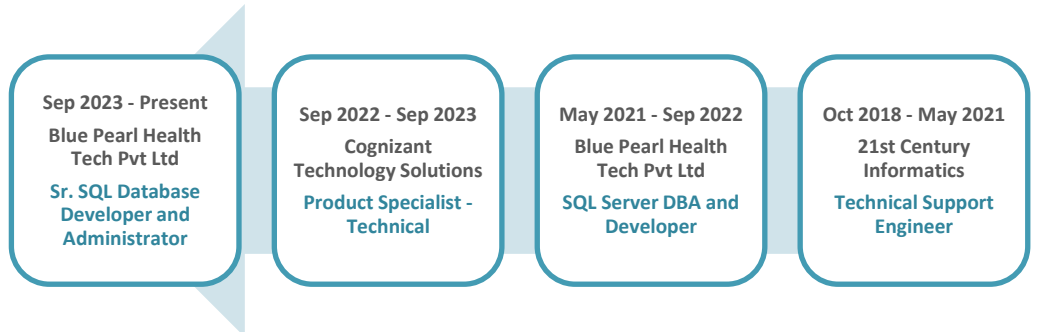 Sep 2023 - Present
Blue Pearl Health
Tech Pvt Ltd
Sr. SQL Database
Developer and
Administrator
Sep 2022 - Sep 2023
Cognizant
Technology Solutions
Product Specialist -
Technical
May 2021 - Sep 2022
Blue Pearl Health
Tech Pvt Ltd
SQL Server DBA and
Developer
Oct 2018 - May 2021
21st Century
Informatics
Technical Support
Engineer